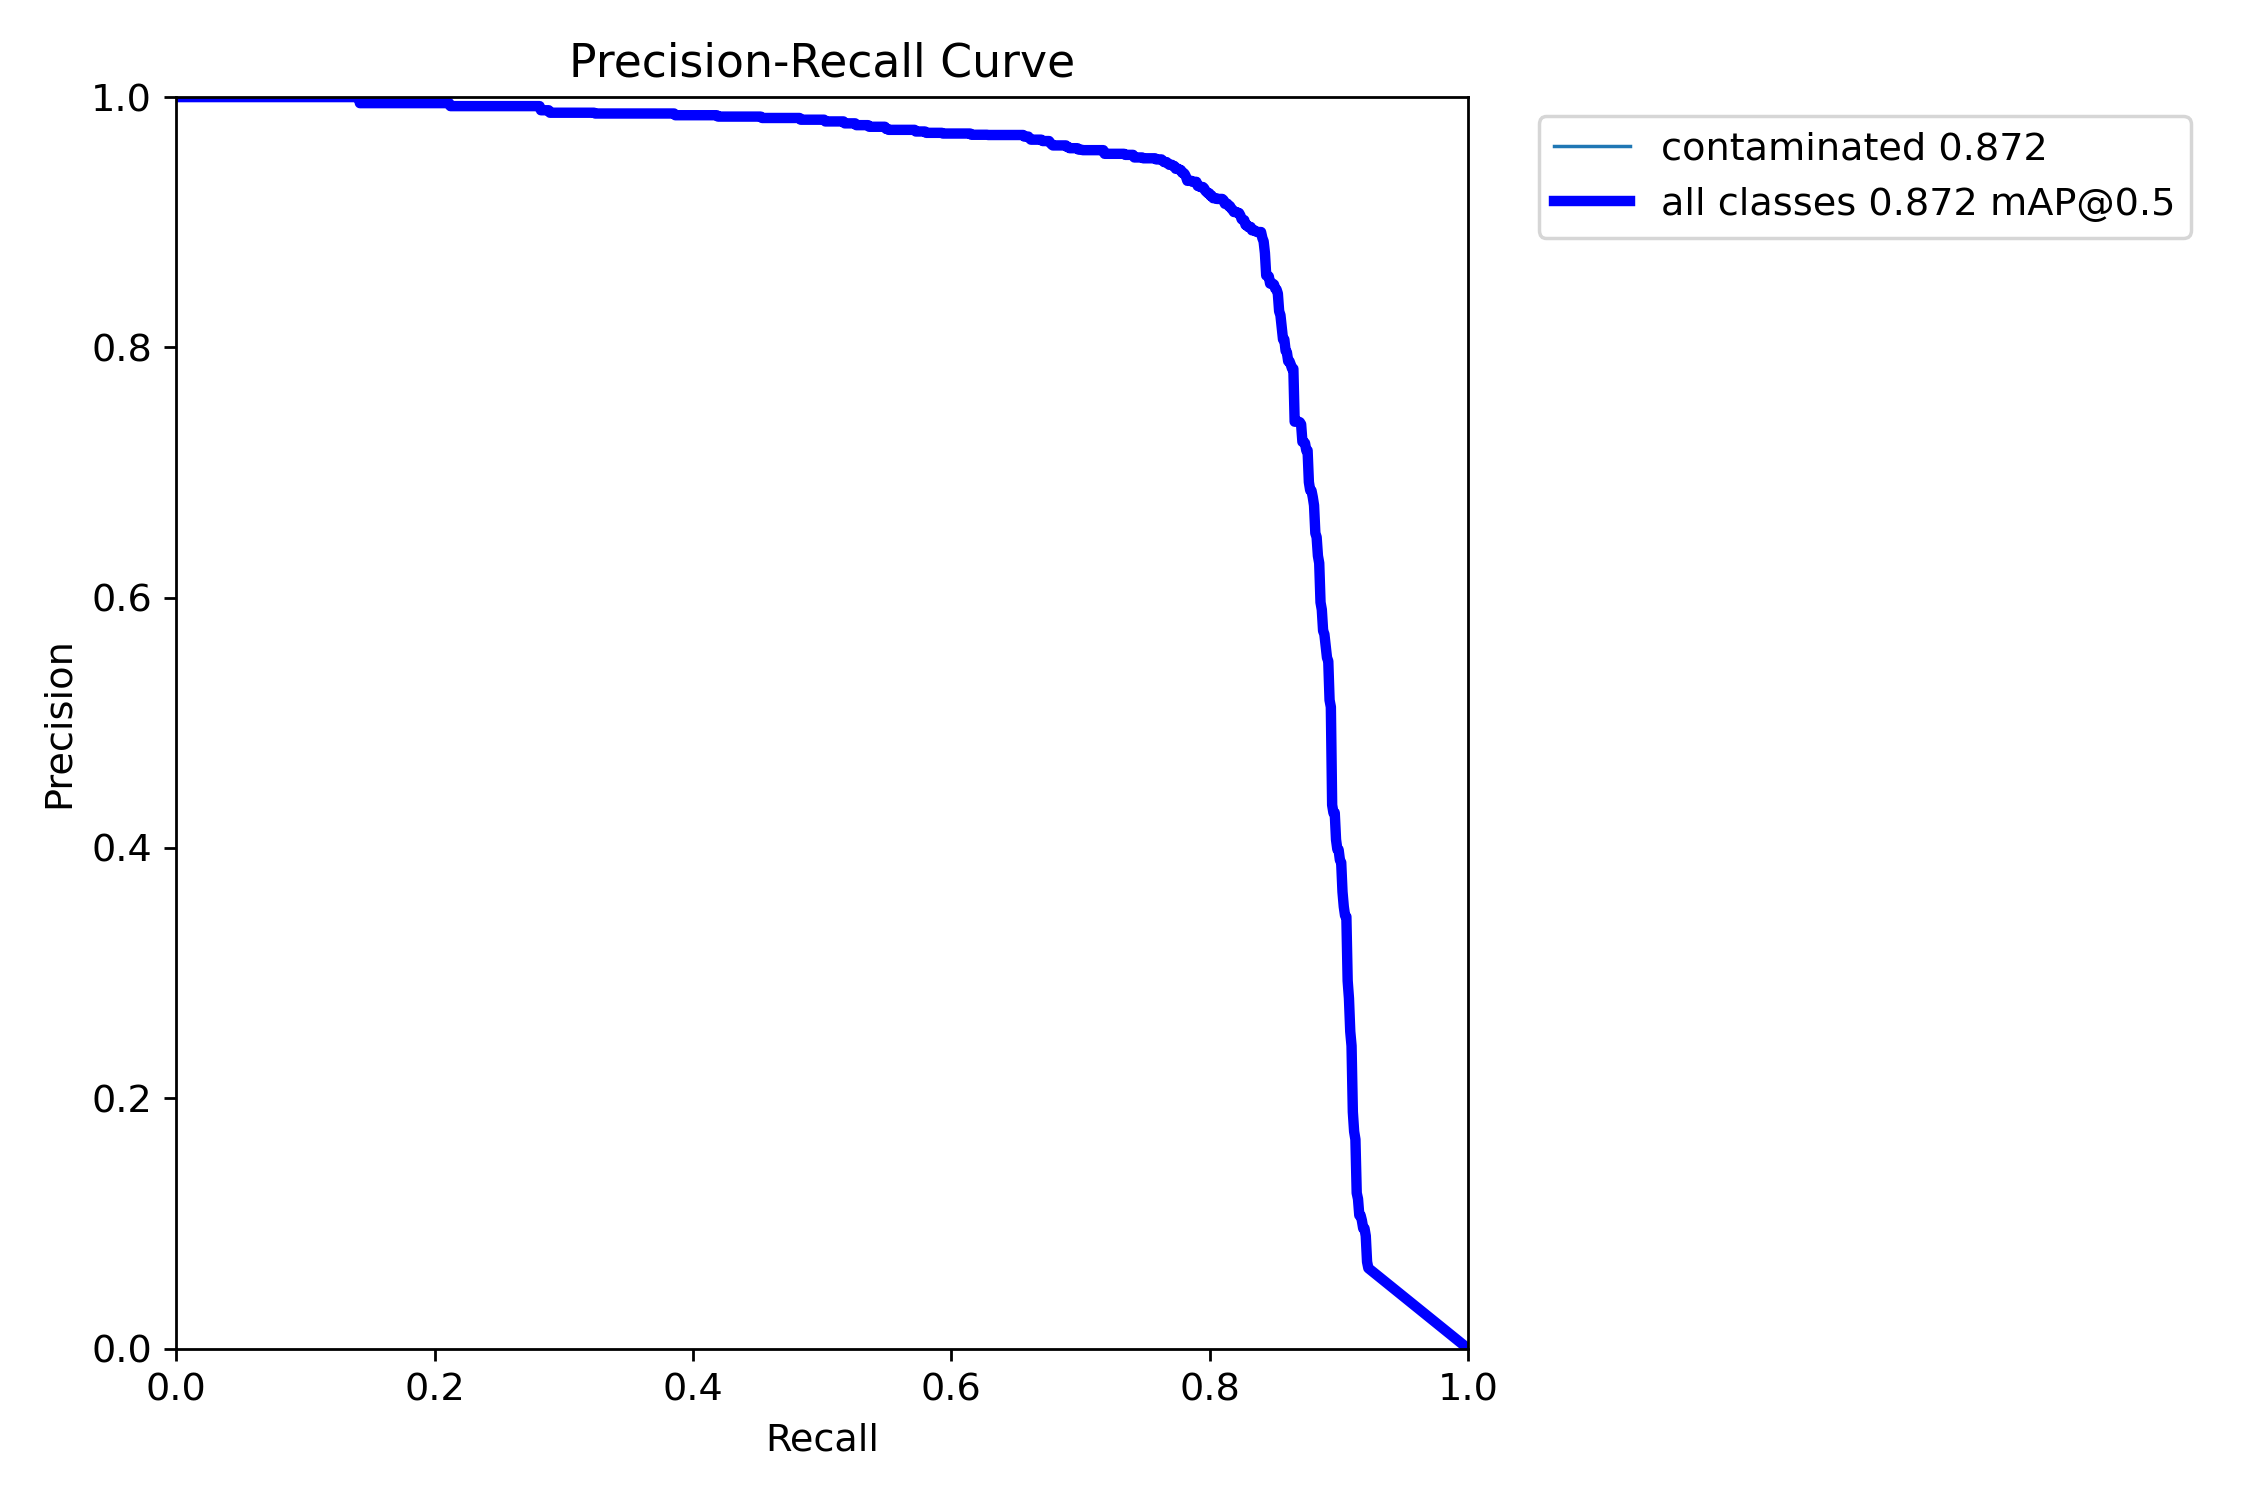 Precision-Recall Curve
1.0
0.8
0.6
0.4
0.2
0.0
Precision
0.0 0.2 0.4 0.6 0.8 1.0
Recall
contaminated 0.872
all classes 0.872 mAP@0.5